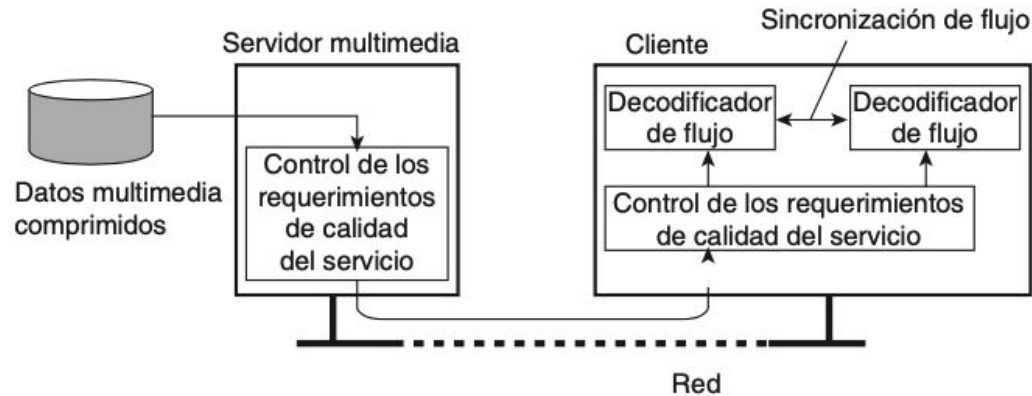 Sincronización de flujo
Servidor multimedia
Cliente
Decodificador
de flujo
Decodificador
de flujo
Datos multimedia
comprimidos
Control de los
requerimientos
de calidad
del servicio
Control de los requerimientos
de calidad del servicio
Red